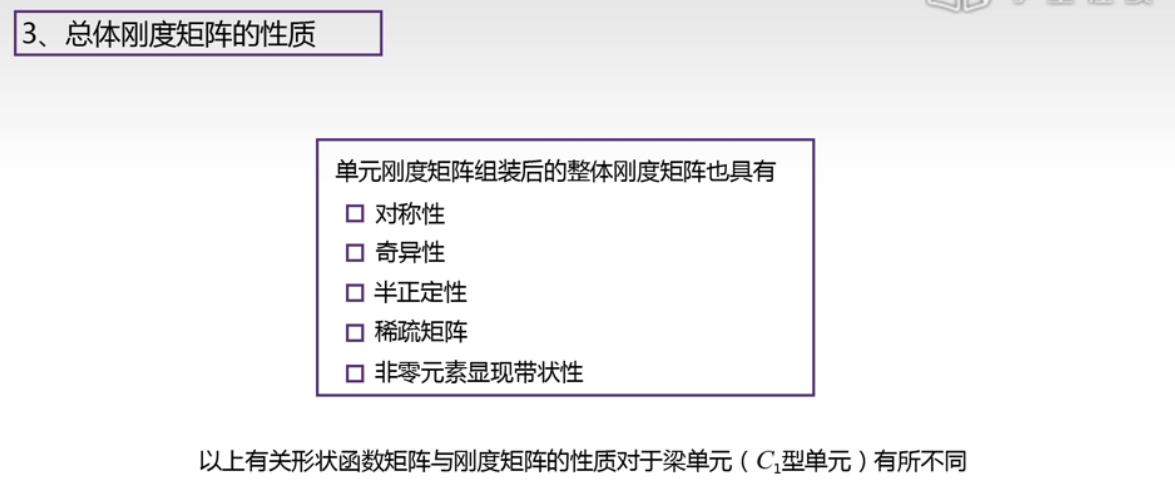 3、总体刚度矩阵的性质
单元刚度矩阵组装后的整体刚度矩阵也具有
对称性
奇异性
半正定性
稀疏矩阵
非零元素显现带状性
以上有关形状函数矩阵与刚度矩阵的性质对于梁单元（C₁型单元）有所不同